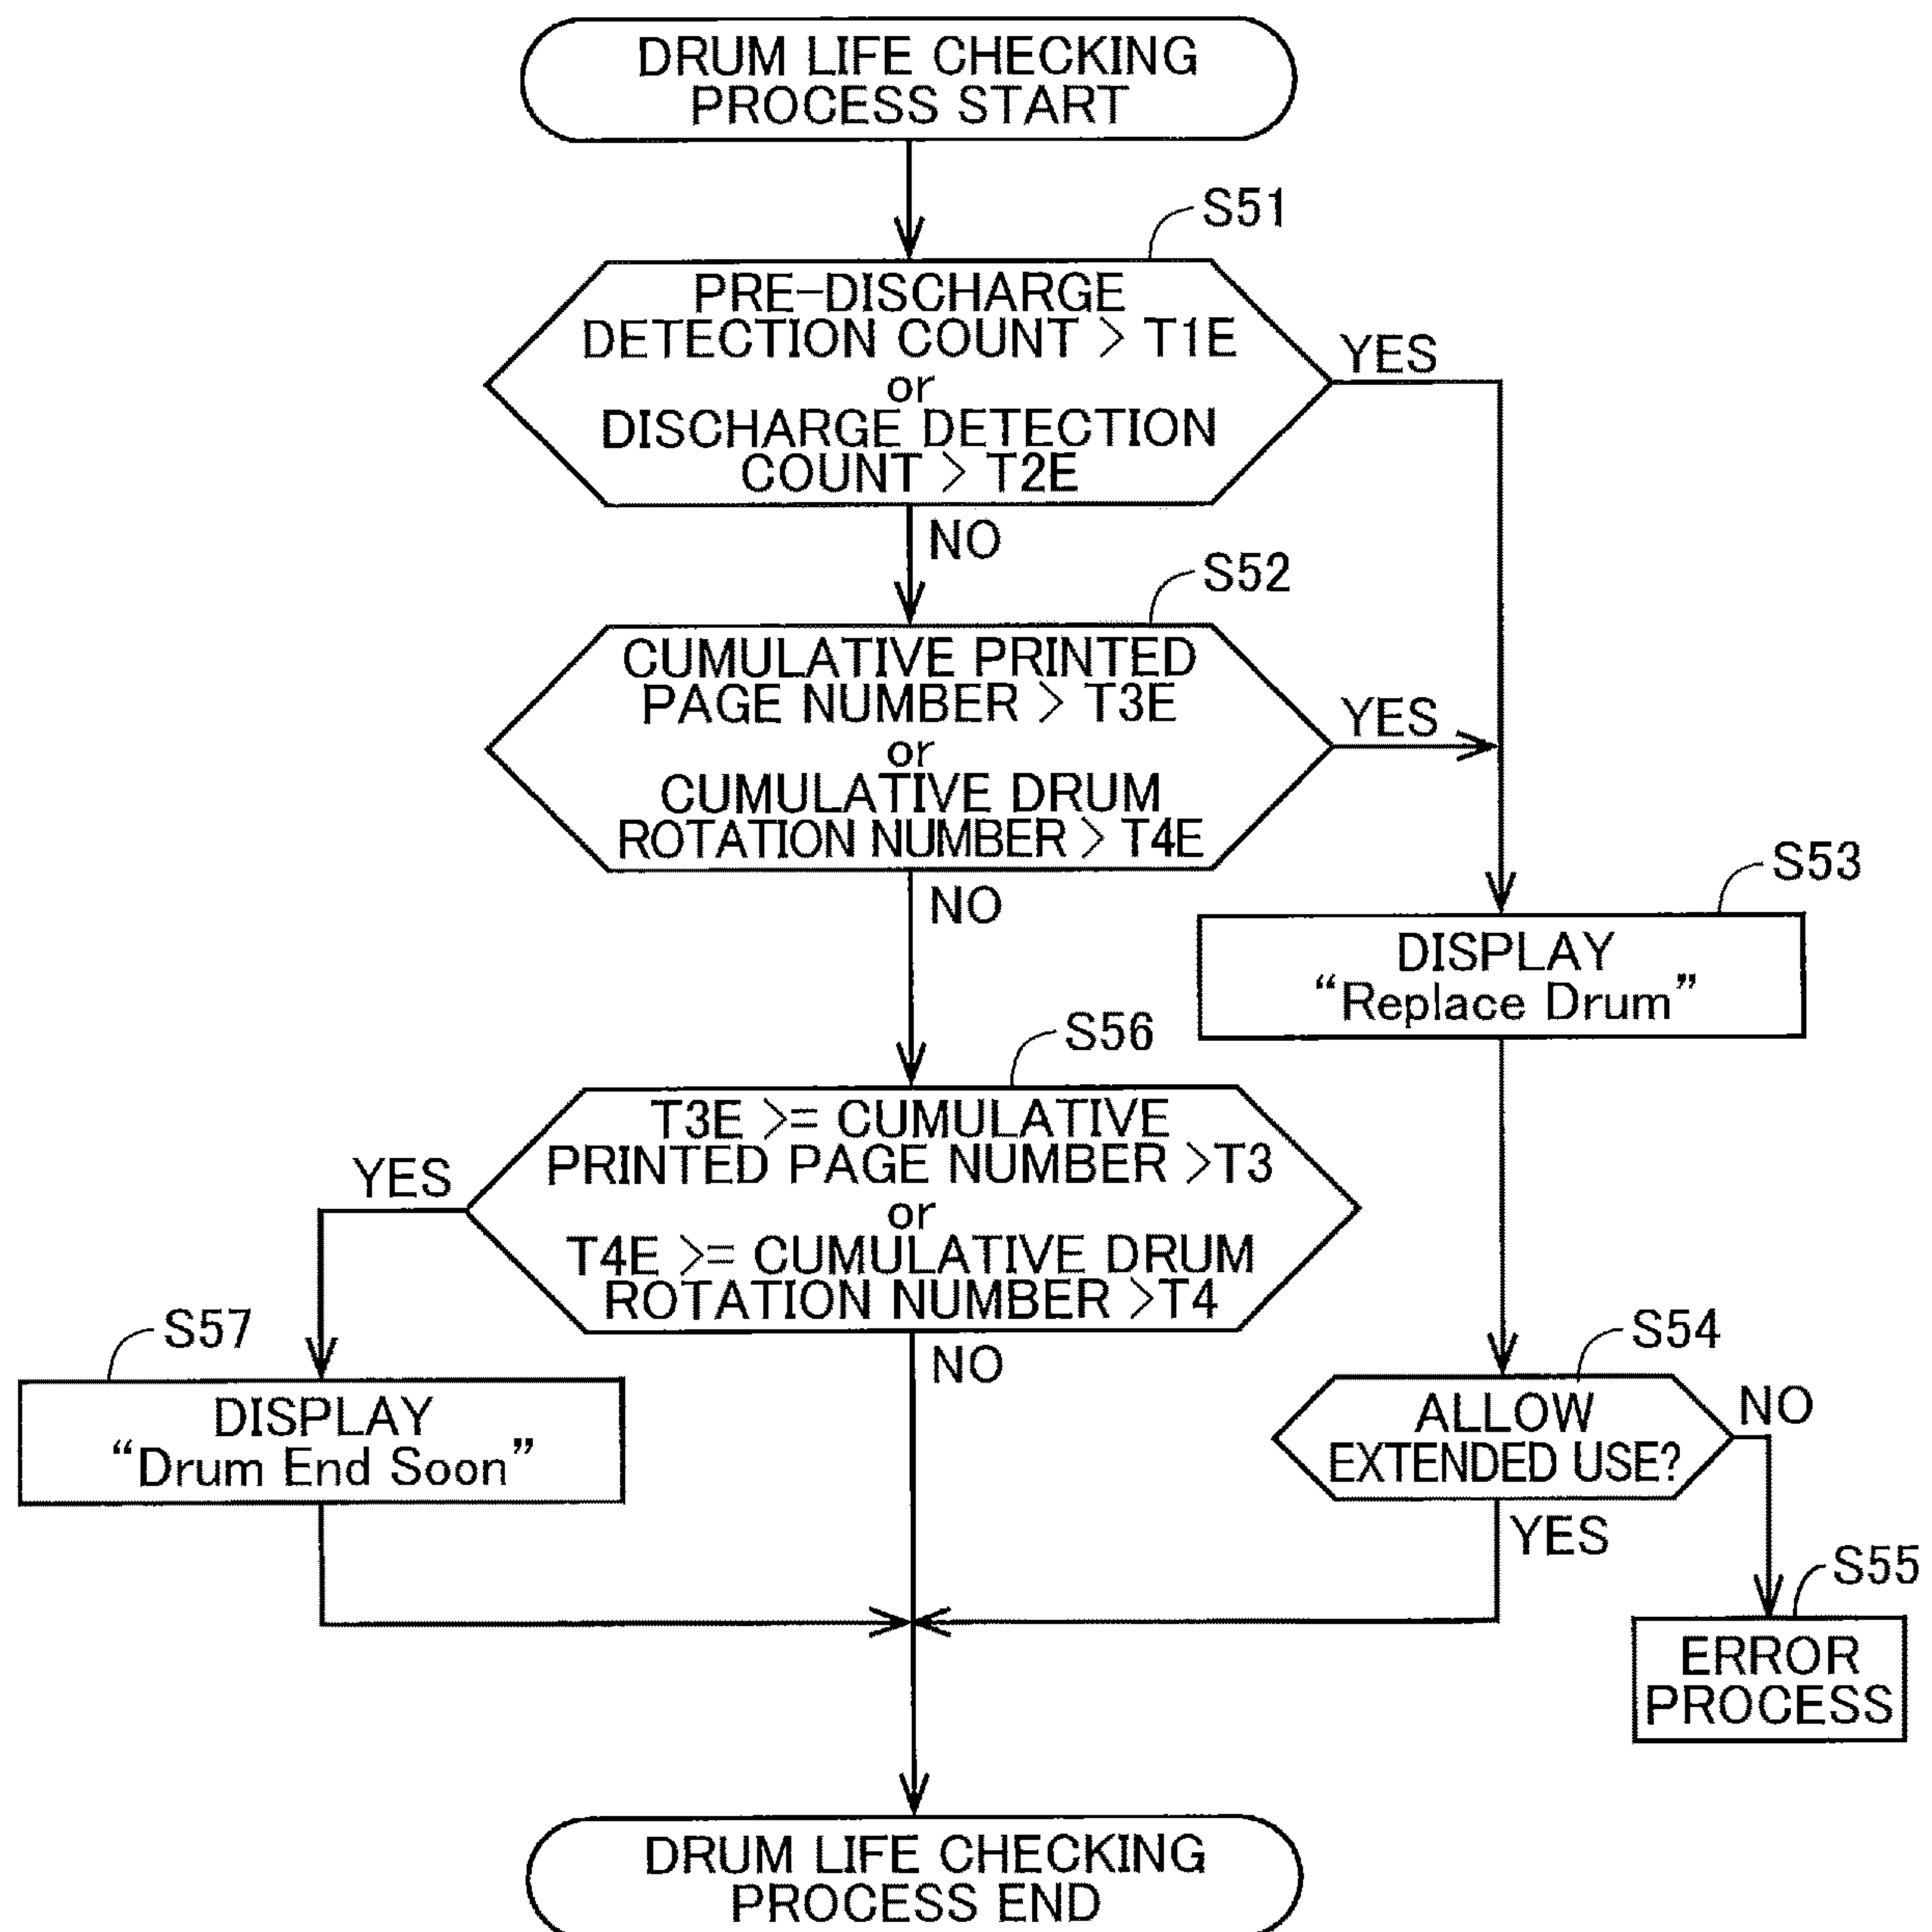 DRUM LIFE CHECKING
PROCESS START
S51
PRE-DISCHARGE
DETECTION COUNT > T1E
or
DISCHARGE DETECTION
COUNT > T2E
YES
NO
S52
CUMULATIVE PRINTED
PAGE NUMBER > T3E
or
CUMULATIVE DRUM
ROTATION NUMBER > T4E
YES
NO
S53
DISPLAY
“Replace Drum”
S56
T3E >= CUMULATIVE
PRINTED PAGE NUMBER >T3
or
T4E >= CUMULATIVE DRUM
ROTATION NUMBER >T4
YES
NO
S57
DISPLAY
“Drum End Soon”
S54
ALLOW
EXTENDED USE?
NO
YES
S55
ERROR
PROCESS
DRUM LIFE CHECKING
PROCESS END